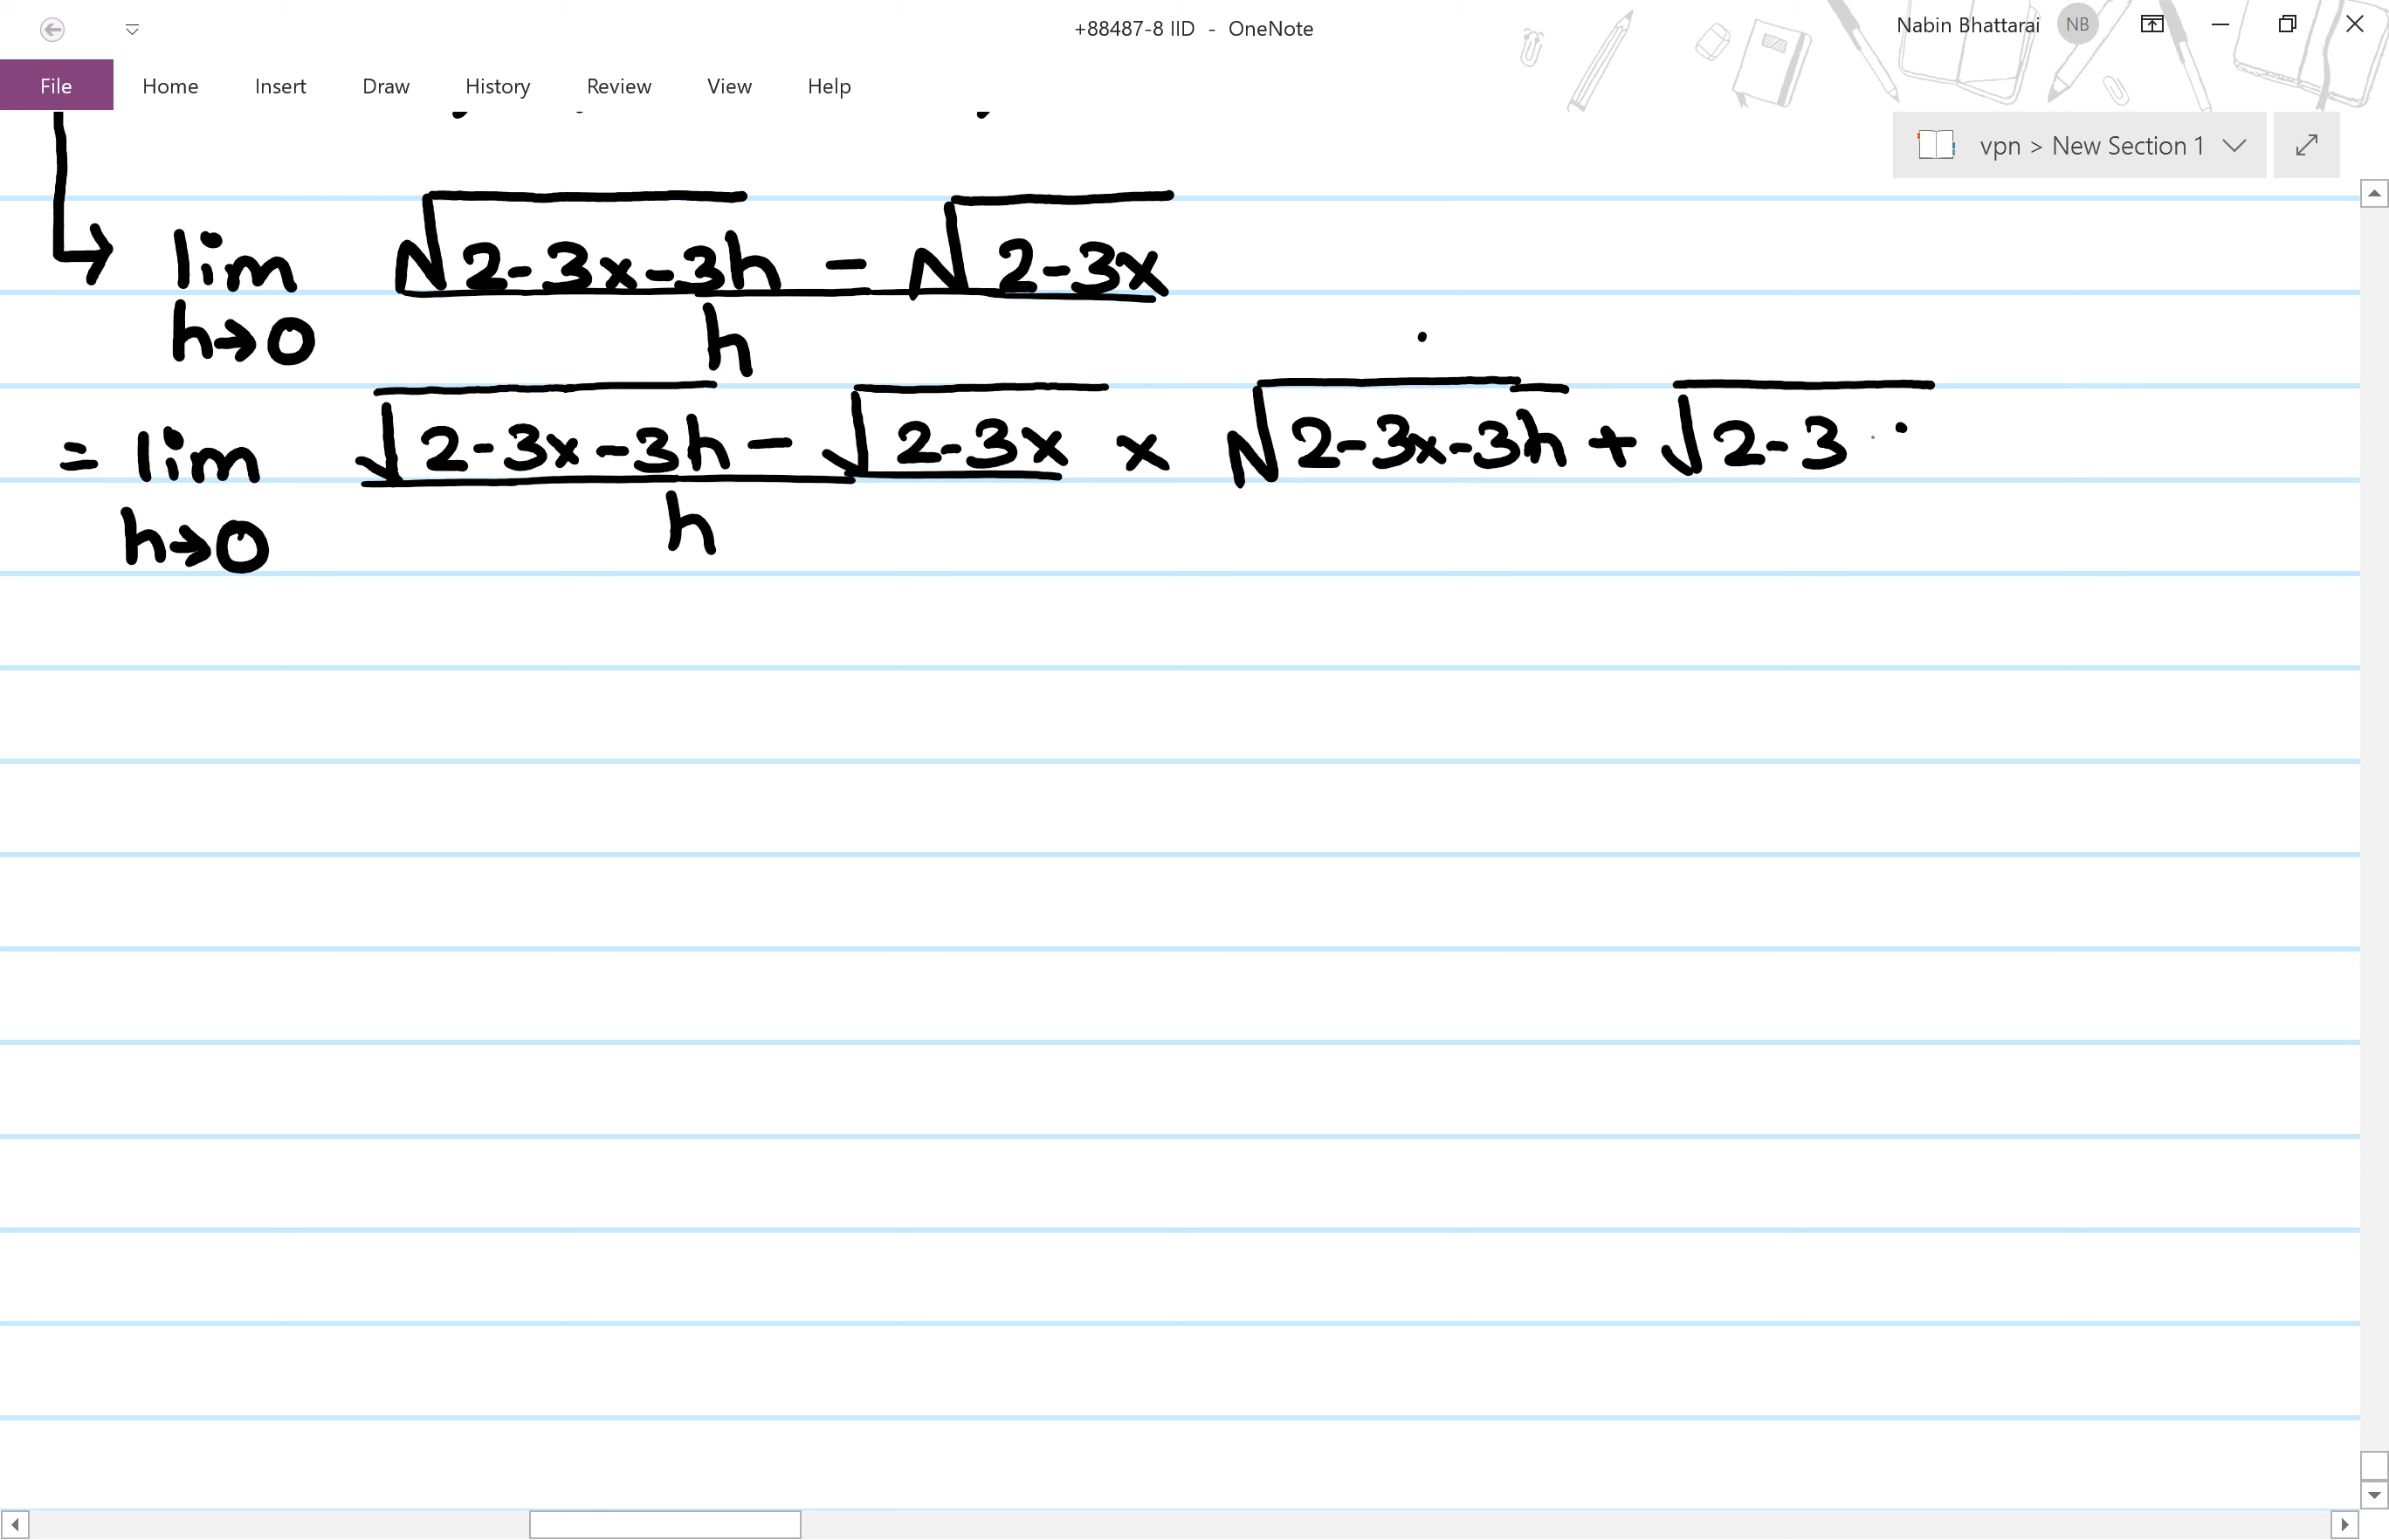 +88487-8 IID - OneNote
Nabin Bhattarai NB
File Home Insert Draw History Review View Help
vpn > New Section 1
lim √2-3x-3h - √2-3x
h→0 h
= lim √2-3x-3h - √2-3x x √2-3x-3h + √2-3
h→0 h